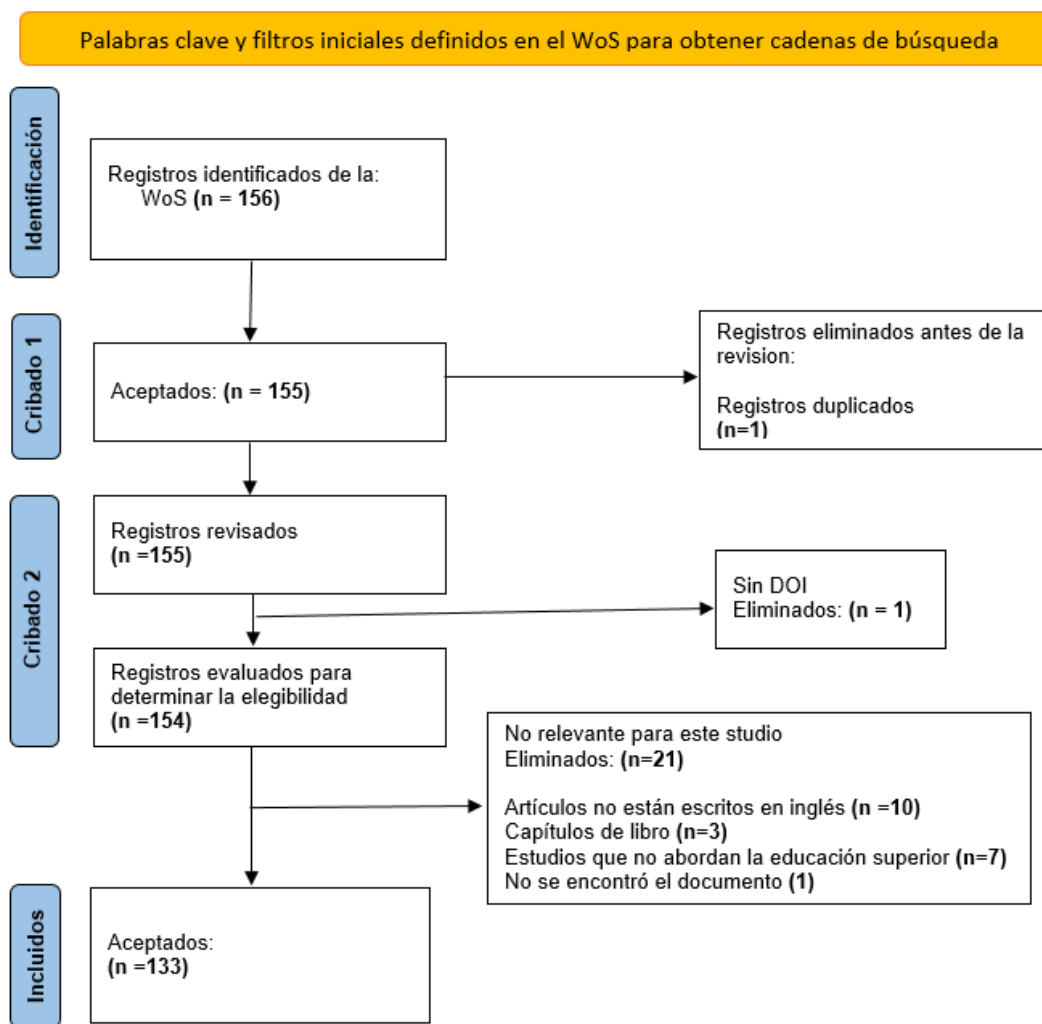 Palabras clave y filtros iniciales definidos en el WoS para obtener cadenas de búsqueda
Identificación
Registros identificados de la:
WoS (n = 156)
Cribado 1
Aceptados: (n = 155)
Registros eliminados antes de la
revision:
Registros duplicados
(n=1)
Cribado 2
Registros revisados
(n =155)
Sin DOI
Eliminados: (n = 1)
Registros evaluados para
determinar la elegibilidad
(n =154)
No relevante para este studio
Eliminados: (n=21)
Artículos no están escritos en inglés (n =10)
Capítulos de libro (n=3)
Estudios que no abordan la educación superior (n=7)
No se encontró el documento (1)
Incluidos
Aceptados:
(n =133)